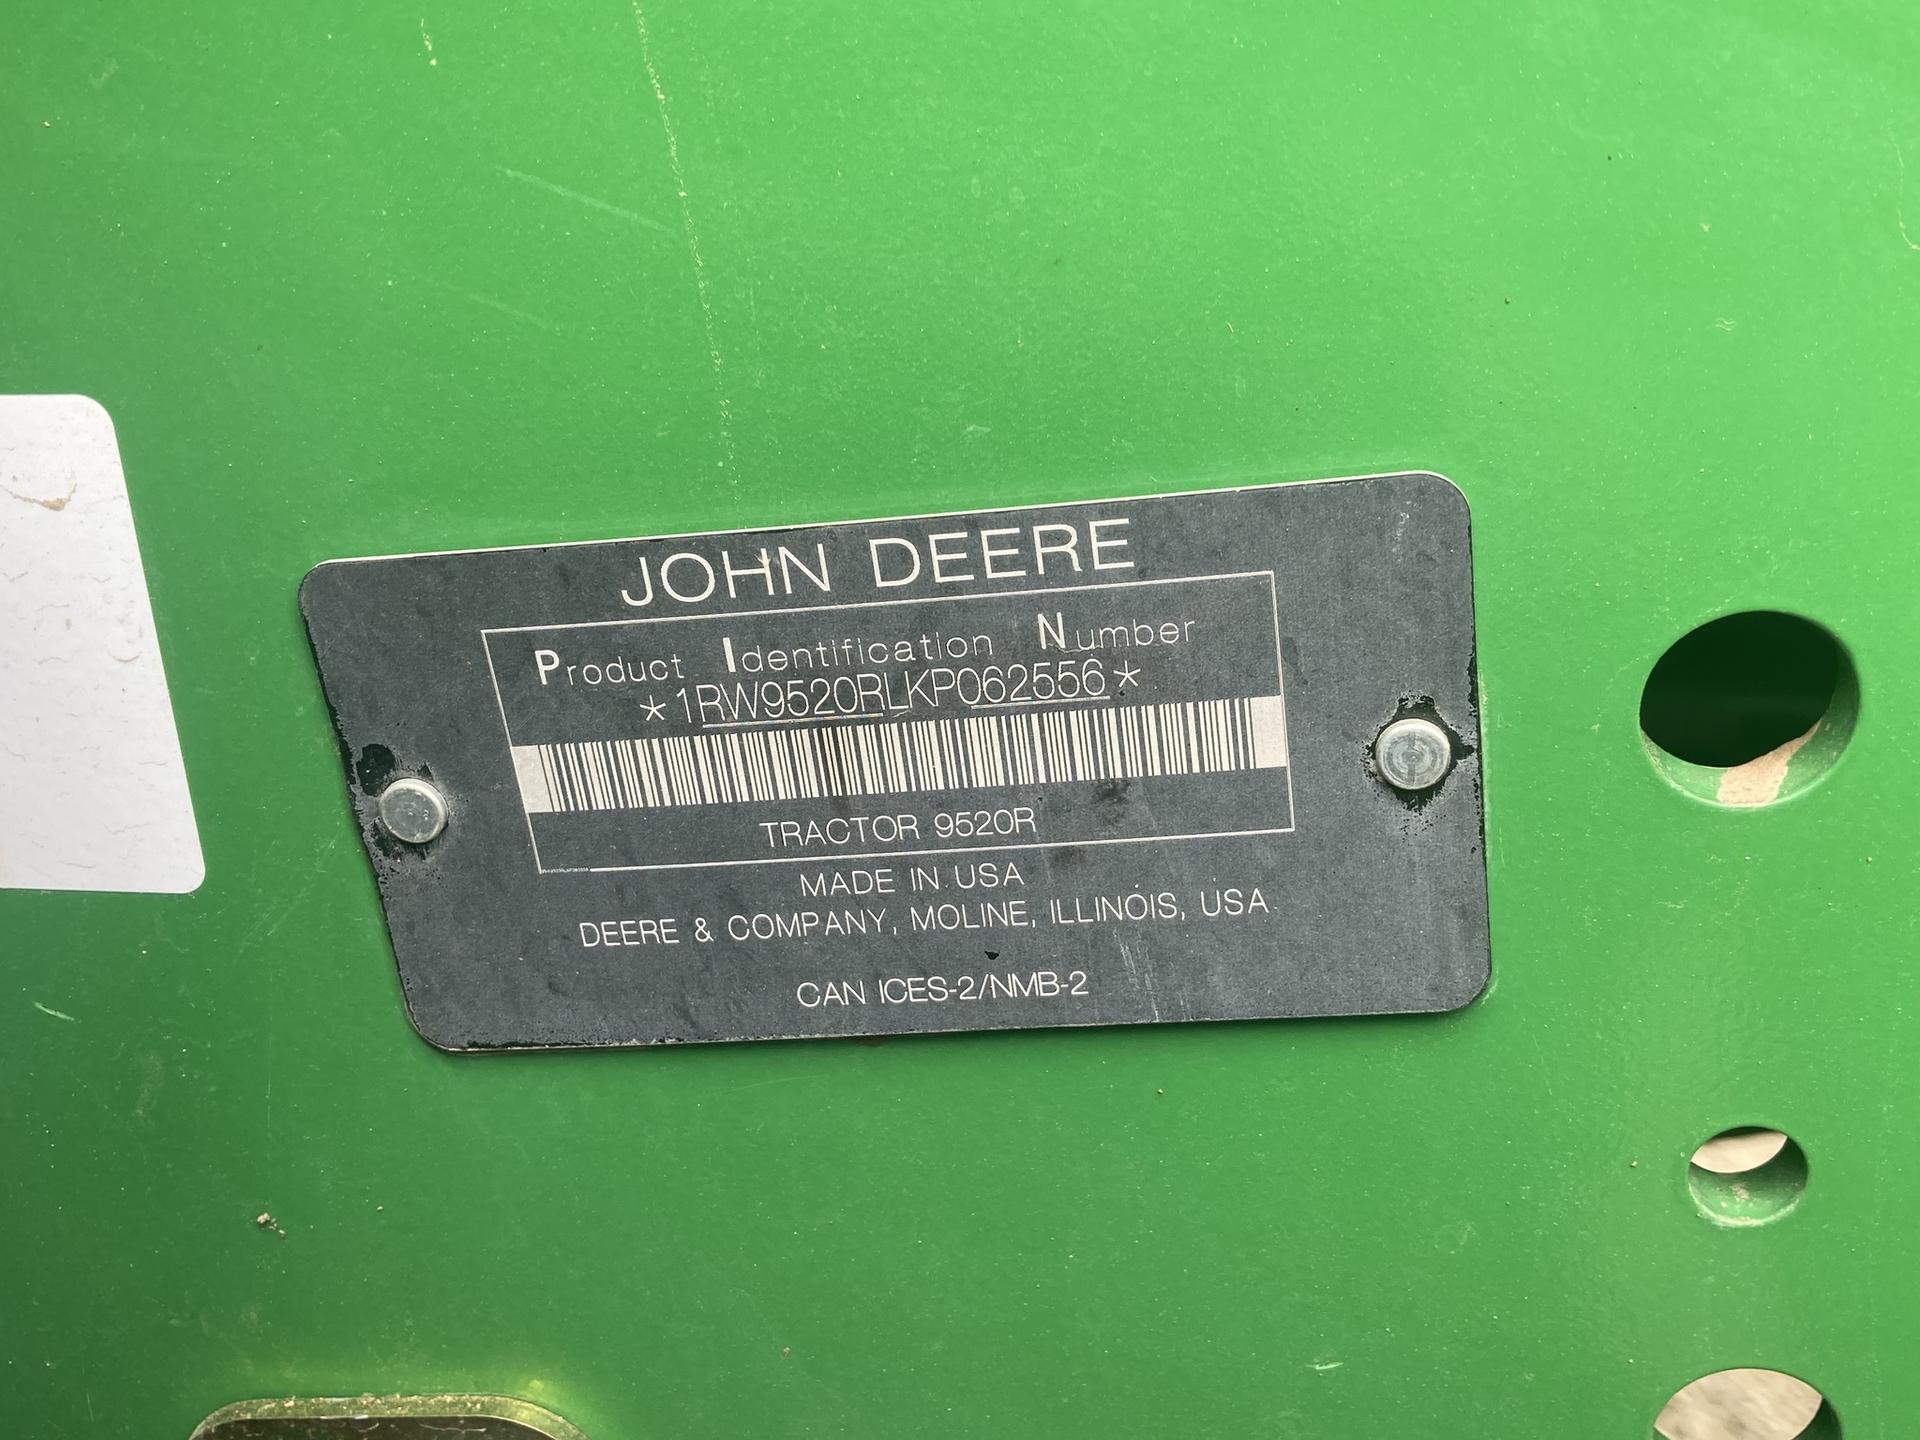 JOHN DEERE
Product Identification Number
*1RW9520RLKP062556*
TRACTOR 9520R
MADE IN USA
DEERE & COMPANY, MOLINE, ILLINOIS, USA
CAN ICES-2/NMB-2